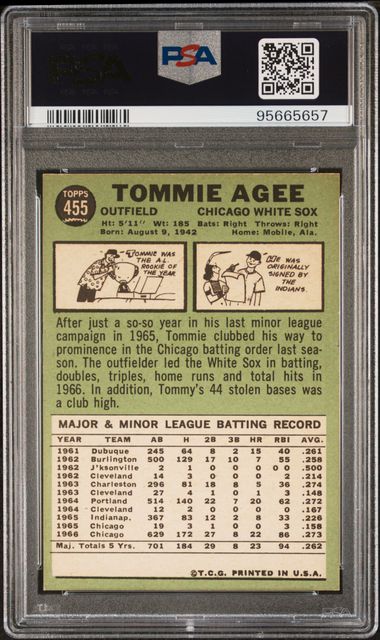 PSA
95665657
TOPPS
455
TOMMIE AGEE
OUTFIELD CHICAGO WHITE SOX
Ht: 5'11" Wt: 185 Bats: Right Throws: Right
Born: August 9, 1942 Home: Mobile, Ala.
TOMMIE WAS
THE A.L.
ROOKIE OF
THE YEAR
HE WAS
ORIGINALLY
SIGNED BY
THE INDIANS.
After just a so-so year in his last minor league
campaign in 1965, Tommie clubbed his way to
prominence in the Chicago batting order last sea-
son. The outfielder led the White Sox in batting,
doubles, triples, home runs and total hits in
1966. In addition, Tommy's 44 stolen bases was
a club high.
MAJOR & MINOR LEAGUE BATTING RECORD
YEAR TEAM AB H 2B 3B HR RBI AVG.
1961 Dubuque 245 64 8 2 15 40 .261
1962 Burlington 500 129 17 10 7 55 .258
1962 J'ksonville 2 1 0 0 0 0 .500
1962 Cleveland 14 3 0 0 0 2 .214
1963 Charleston 296 81 18 8 5 36 .274
1963 Cleveland 27 4 1 0 1 3 .148
1964 Portland 514 140 22 7 20 62 .272
1964 Cleveland 12 2 0 0 0 0 .167
1965 Indianap. 367 83 12 2 8 33 .226
1965 Chicago 19 3 1 0 0 3 .158
1966 Chicago 629 172 27 8 22 86 .273
Maj. Totals 5 Yrs. 701 184 29 8 23 94 .262
©T.C.G. PRINTED IN U.S.A.